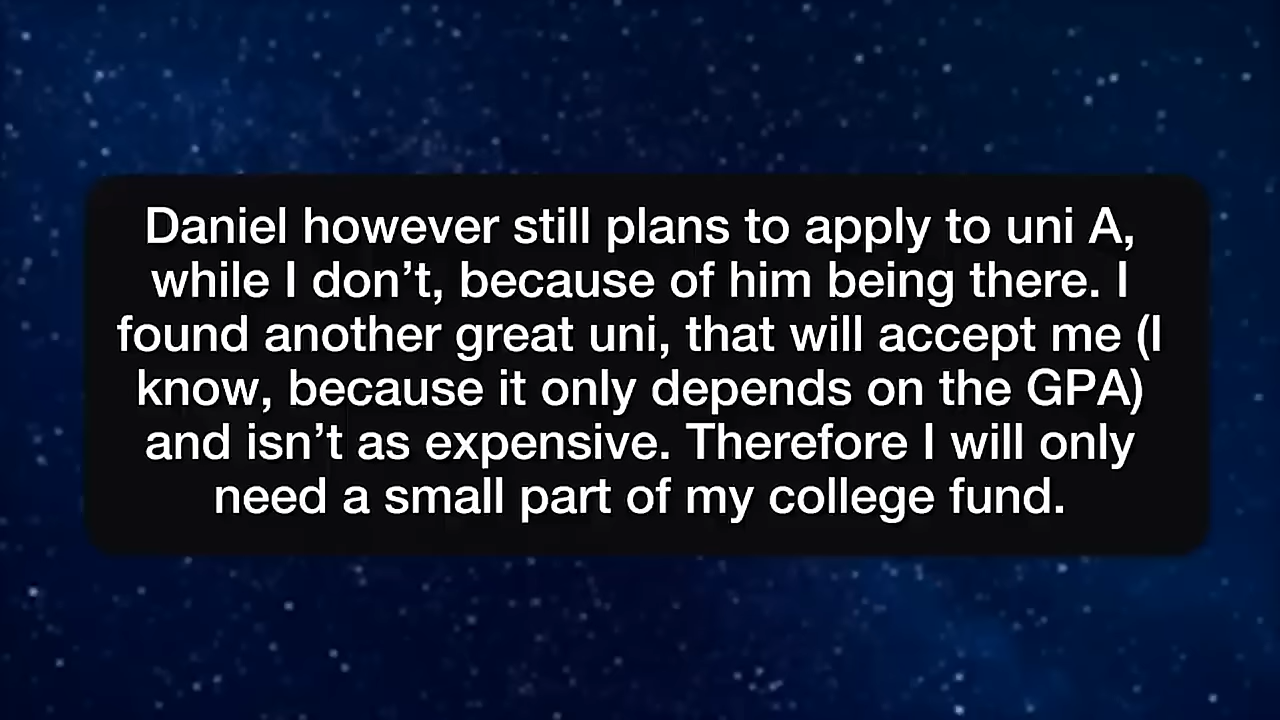 Daniel however still plans to apply to uni A,
while I don’t, because of him being there. I
found another great uni, that will accept me (I
know, because it only depends on the GPA)
and isn’t as expensive. Therefore I will only
need a small part of my college fund.